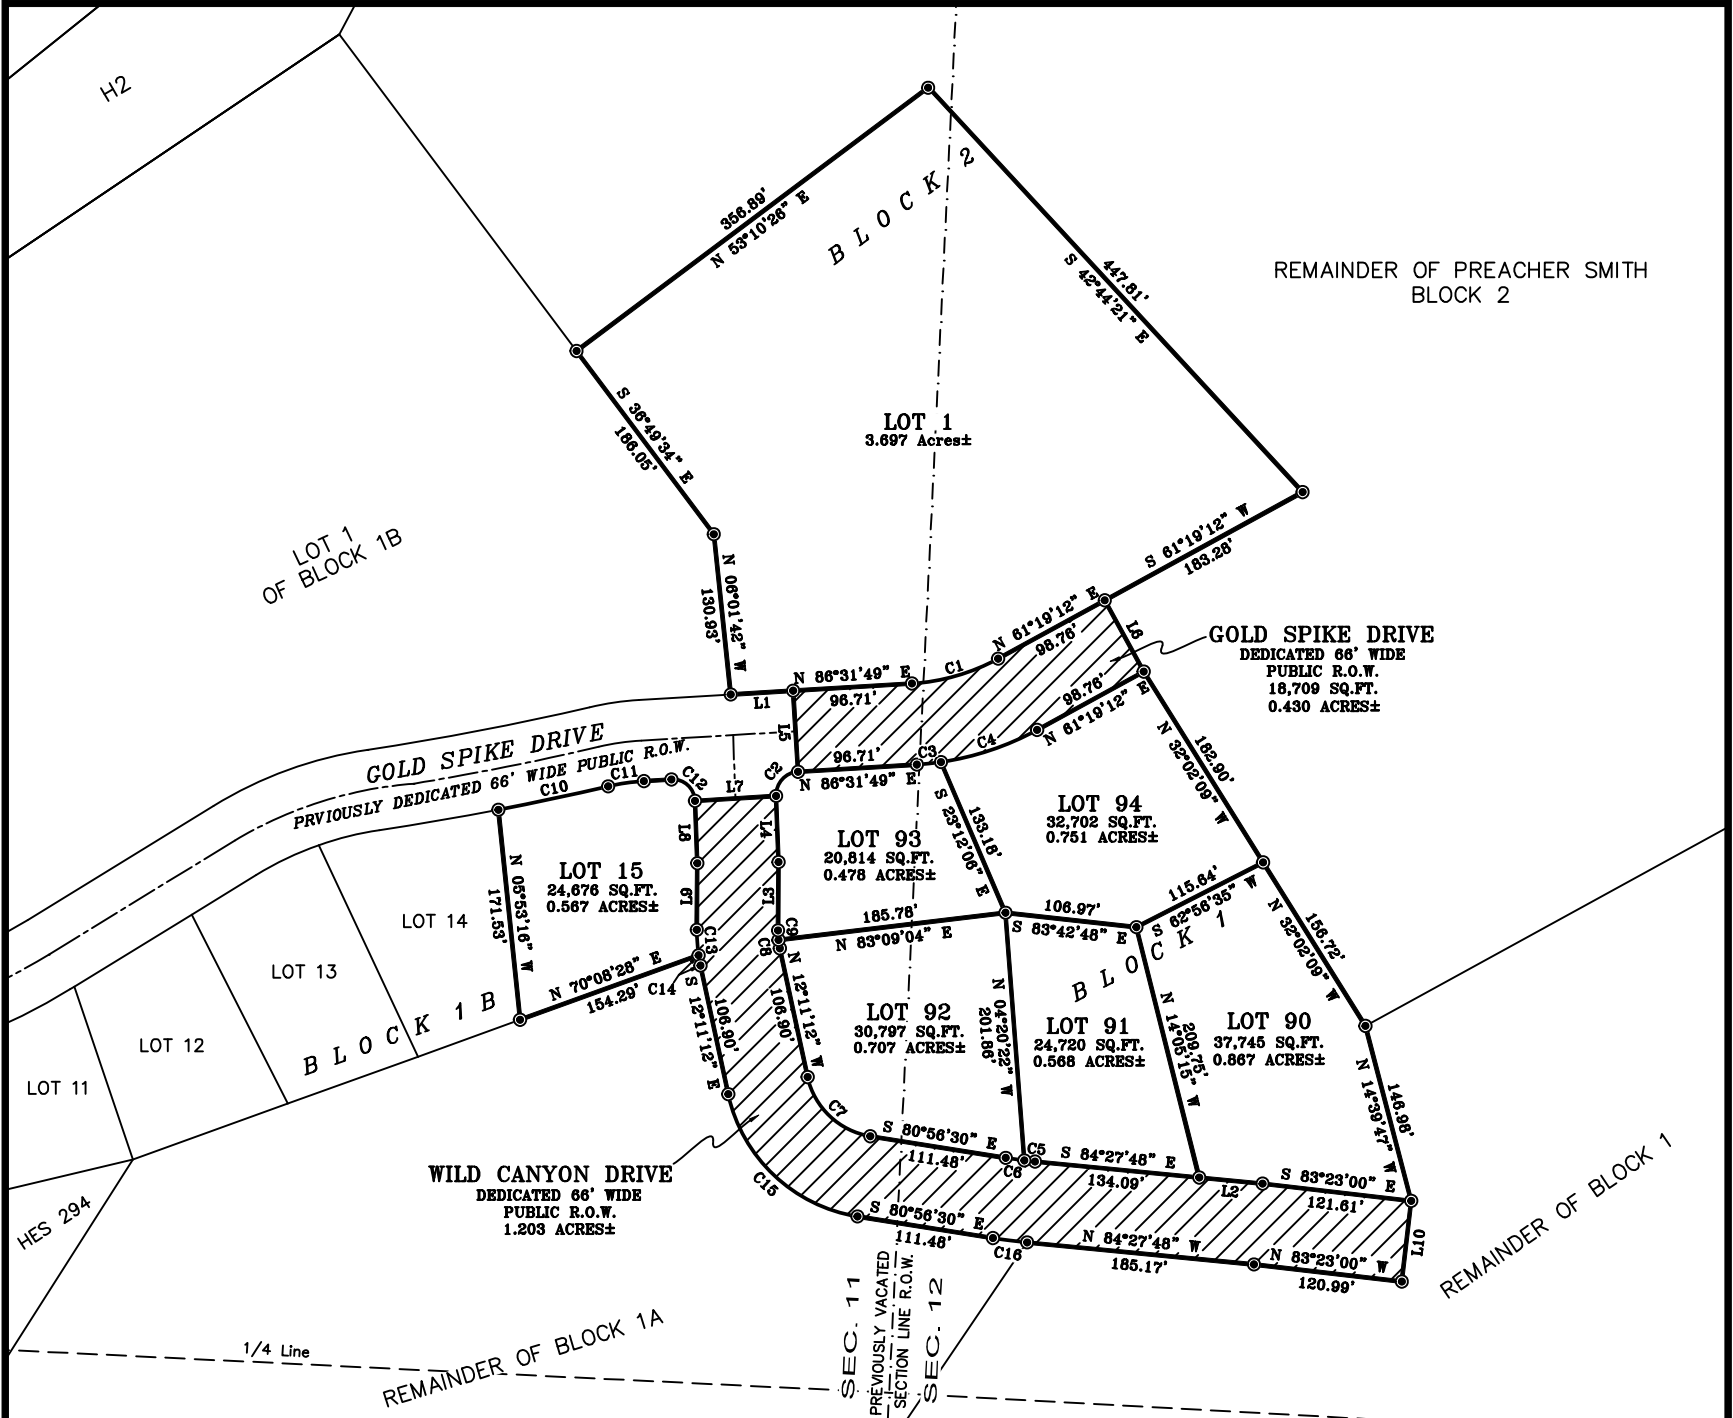 H2
356.89'
N 53°10'26" E
BLOCK 2
447.81'
S 42°44'21" E
REMAINDER OF PREACHER SMITH
BLOCK 2
S 36°49'34" E
186.05'
LOT 1
3.697 Acres±
LOT 1
OF BLOCK 1B
N 06°01'42" W
130.93'
S 61°19'12" W
183.28'
N 61°19'12" E
98.76'
L6
GOLD SPIKE DRIVE
DEDICATED 66' WIDE
PUBLIC R.O.W.
18,709 SQ.FT.
0.430 ACRES±
L1
N 86°31'49" E
96.71'
C1
L5
98.76'
N 61°19'12" E
GOLD SPIKE DRIVE
PRVIOUSLY DEDICATED 66' WIDE PUBLIC R.O.W.
96.71'
N 86°31'49" E
C3
C4
C2
C10
C11
C12
L7
182.90'
N 32°02'09" W
L8
L4
133.18'
S 23°12'06" E
LOT 94
32,702 SQ.FT.
0.751 ACRES±
LOT 93
20,814 SQ.FT.
0.478 ACRES±
LOT 15
24,676 SQ.FT.
0.567 ACRES±
N 05°53'16" W
171.53'
L9
L3
115.64'
S 62°56'35" W
LOT 14
C9
C8
C13
185.78'
N 83°09'04" E
106.97'
S 83°42'48" E
156.72'
N 32°02'09" W
LOT 13
N 70°08'28" E
154.29'
C14
BLOCK 1
BLOCK 1B
S 12°11'12" E
106.90'
N 12°11'12" W
106.90'
LOT 92
30,797 SQ.FT.
0.707 ACRES±
N 04°20'22" W
201.86'
LOT 91
24,720 SQ.FT.
0.568 ACRES±
209.75'
N 14°05'15" W
LOT 90
37,745 SQ.FT.
0.867 ACRES±
LOT 12
LOT 11
146.98'
N 14°39'47" W
C7
S 80°56'30" E
111.48'
C6
C5
S 84°27'48" E
134.09'
L2
S 83°23'00" E
121.61'
WILD CANYON DRIVE
DEDICATED 66' WIDE
PUBLIC R.O.W.
1.203 ACRES±
C15
S 80°56'30" E
111.48'
C16
N 84°27'48" W
185.17'
N 83°23'00" W
120.99'
L10
REMAINDER OF BLOCK 1
HES 294
SEC. 11
PREVIOUSLY VACATED
SECTION LINE R.O.W.
SEC. 12
1/4 Line
REMAINDER OF BLOCK 1A